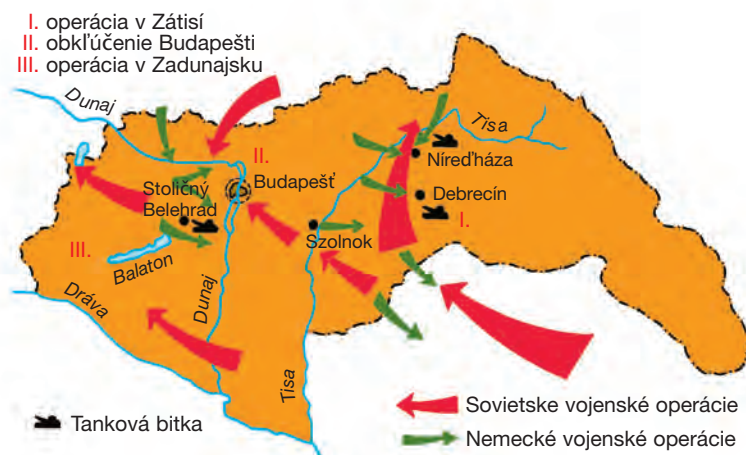 I. operácia v Zátisí
II. obkľúčenie Budapešti
III. operácia v Zadunajsku
Dunaj
Tisa
II.
Níreďháza
Stoličný
Belehrad
Budapešť
Debrecín
I.
Szolnok
III.
Balaton
Dráva
Dunaj
Tisa
Tanková bitka
Sovietske vojenské operácie
Nemecké vojenské operácie